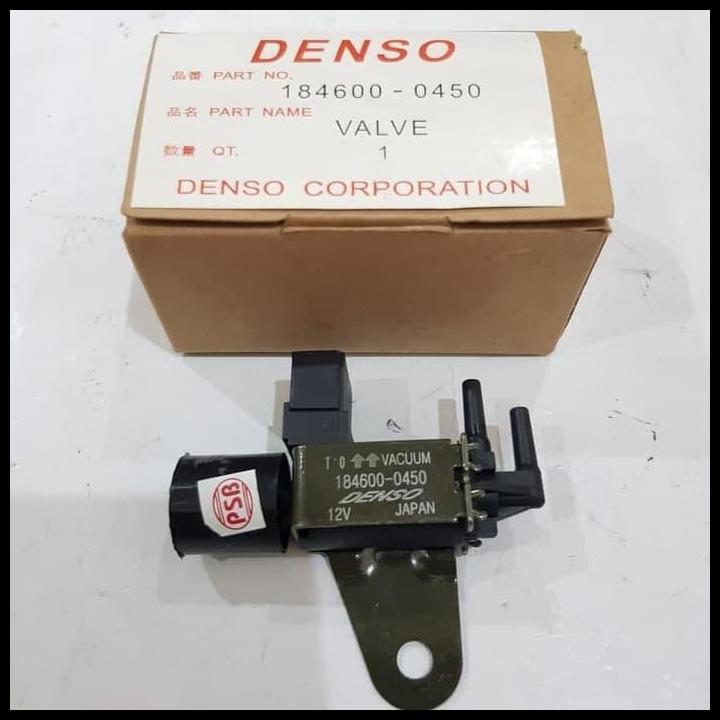 DENSO
品番 PART NO. 184600-0450
品名 PART NAME VALVE
数量 QT. 1
DENSO CORPORATION
T·O VACUUM
184600-0450
DENSO
12V JAPAN
PSB